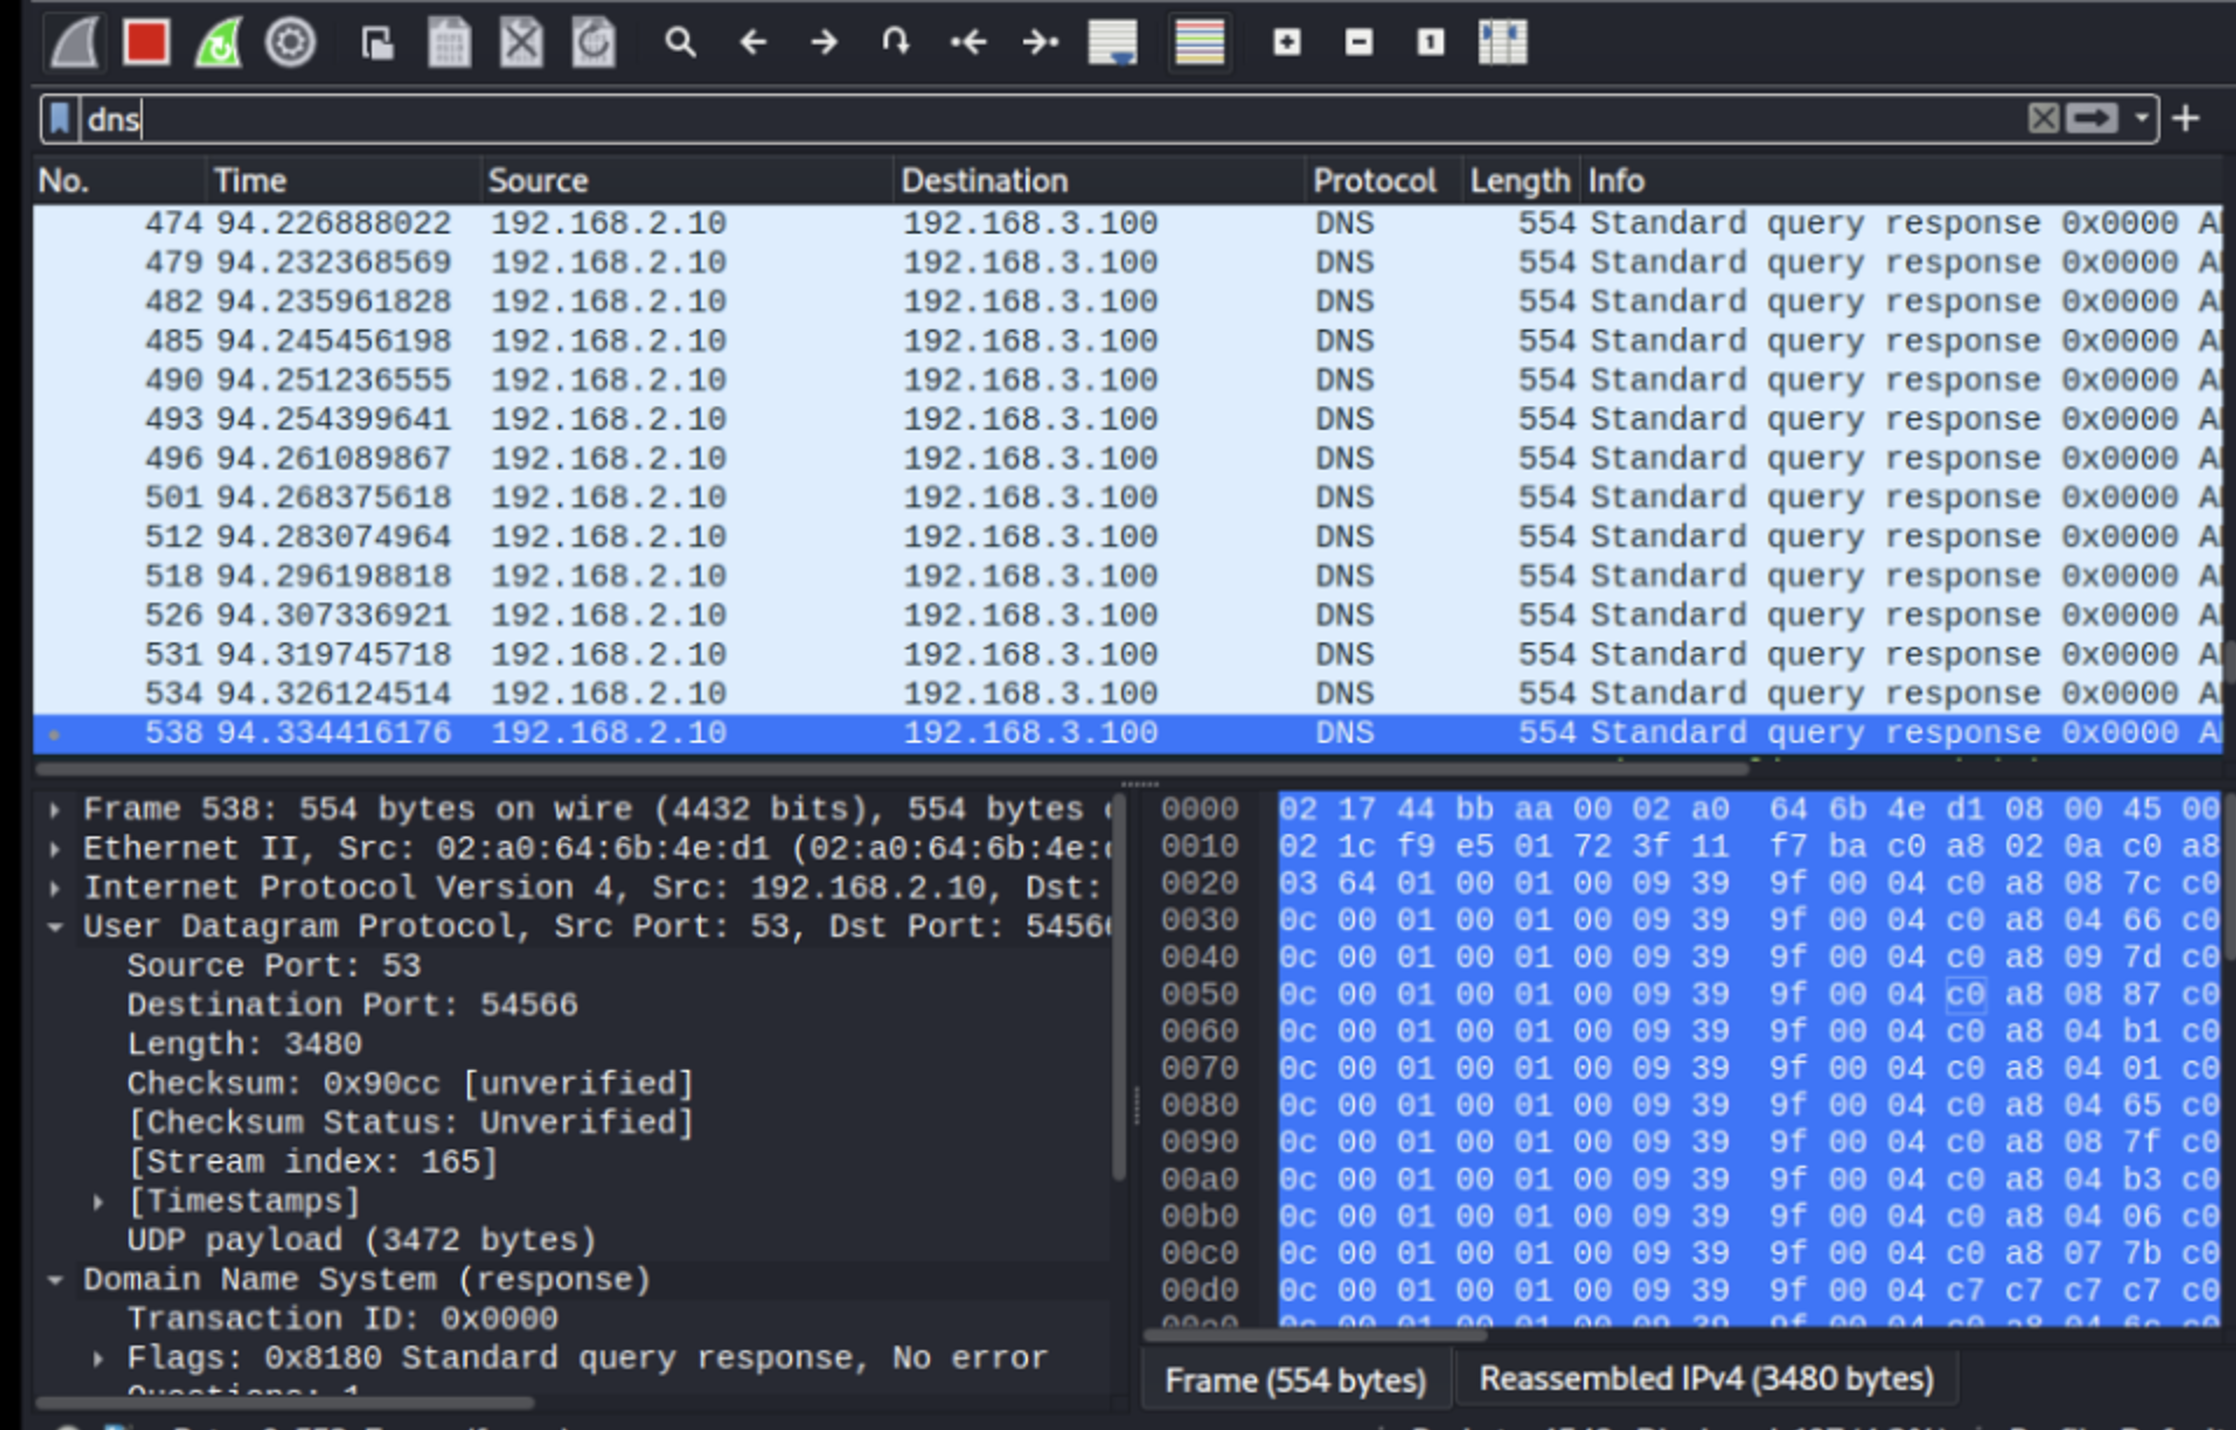 dns
No. Time Source Destination Protocol Length Info
474 94.226888022 192.168.2.10 192.168.3.100 DNS 554 Standard query response 0x0000
479 94.232368569 192.168.2.10 192.168.3.100 DNS 554 Standard query response 0x0000
482 94.235961828 192.168.2.10 192.168.3.100 DNS 554 Standard query response 0x0000
485 94.245456198 192.168.2.10 192.168.3.100 DNS 554 Standard query response 0x0000
490 94.251236555 192.168.2.10 192.168.3.100 DNS 554 Standard query response 0x0000
493 94.254399641 192.168.2.10 192.168.3.100 DNS 554 Standard query response 0x0000
496 94.261089867 192.168.2.10 192.168.3.100 DNS 554 Standard query response 0x0000
501 94.268375618 192.168.2.10 192.168.3.100 DNS 554 Standard query response 0x0000
512 94.283074964 192.168.2.10 192.168.3.100 DNS 554 Standard query response 0x0000
518 94.296198818 192.168.2.10 192.168.3.100 DNS 554 Standard query response 0x0000
526 94.307336921 192.168.2.10 192.168.3.100 DNS 554 Standard query response 0x0000
531 94.319745718 192.168.2.10 192.168.3.100 DNS 554 Standard query response 0x0000
534 94.326124514 192.168.2.10 192.168.3.100 DNS 554 Standard query response 0x0000
538 94.334416176 192.168.2.10 192.168.3.100 DNS 554 Standard query response 0x0000
Frame 538: 554 bytes on wire (4432 bits), 554 bytes
Ethernet II, Src: 02:a0:64:6b:4e:d1 (02:a0:64:6b:4e:
Internet Protocol Version 4, Src: 192.168.2.10, Dst:
User Datagram Protocol, Src Port: 53, Dst Port: 5456
Source Port: 53
Destination Port: 54566
Length: 3480
Checksum: 0x90cc [unverified]
[Checksum Status: Unverified]
[Stream index: 165]
[Timestamps]
UDP payload (3472 bytes)
Domain Name System (response)
Transaction ID: 0x0000
Flags: 0x8180 Standard query response, No error
0000 02 17 44 bb aa 00 02 a0 64 6b 4e d1 08 00 45 00
0010 02 1c f9 e5 01 72 3f 11 f7 ba c0 a8 02 0a c0 a8
0020 03 64 01 00 01 00 09 39 9f 00 04 c0 a8 08 7c c0
0030 0c 00 01 00 01 00 09 39 9f 00 04 c0 a8 04 66 c0
0040 0c 00 01 00 01 00 09 39 9f 00 04 c0 a8 09 7d c0
0050 0c 00 01 00 01 00 09 39 9f 00 04 c0 a8 08 87 c0
0060 0c 00 01 00 01 00 09 39 9f 00 04 c0 a8 04 b1 c0
0070 0c 00 01 00 01 00 09 39 9f 00 04 c0 a8 04 01 c0
0080 0c 00 01 00 01 00 09 39 9f 00 04 c0 a8 04 65 c0
0090 0c 00 01 00 01 00 09 39 9f 00 04 c0 a8 08 7f c0
00a0 0c 00 01 00 01 00 09 39 9f 00 04 c0 a8 04 b3 c0
00b0 0c 00 01 00 01 00 09 39 9f 00 04 c0 a8 04 06 c0
00c0 0c 00 01 00 01 00 09 39 9f 00 04 c0 a8 07 7b c0
00d0 0c 00 01 00 01 00 09 39 9f 00 04 c7 c7 c7 c7 c0
Frame (554 bytes) Reassembled IPv4 (3480 bytes)